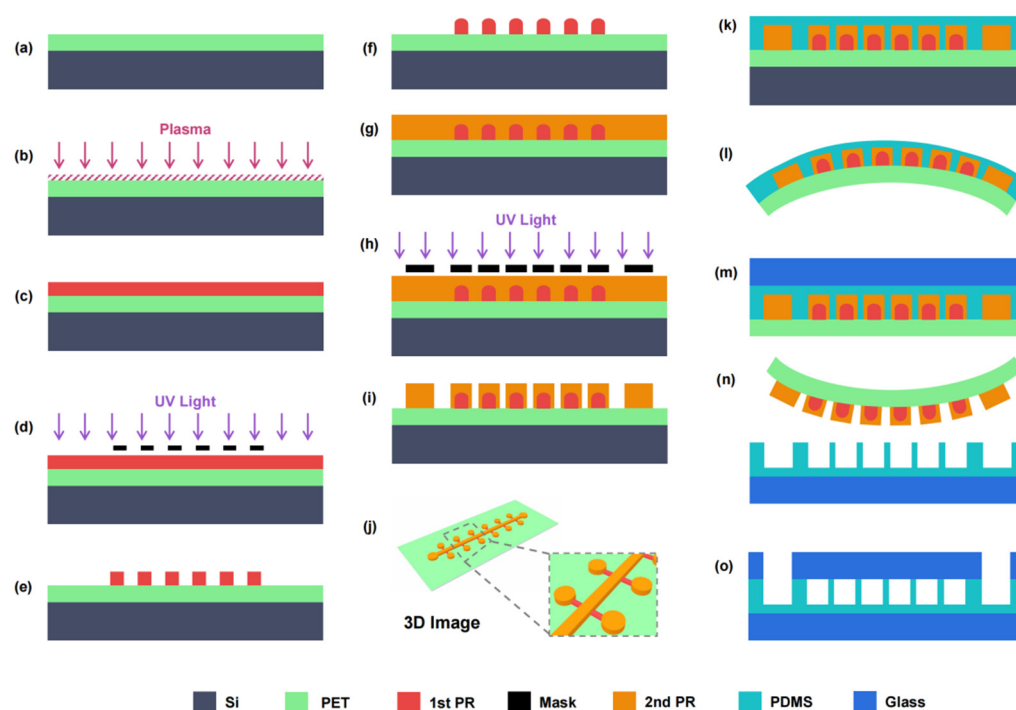 (a)
Plasma
(b)
(c)
UV Light
(d)
(e)
(f)
(g)
UV Light
(h)
(i)
(j)
3D Image
(k)
(l)
(m)
(n)
(o)
Si PET 1st PR Mask 2nd PR PDMS Glass